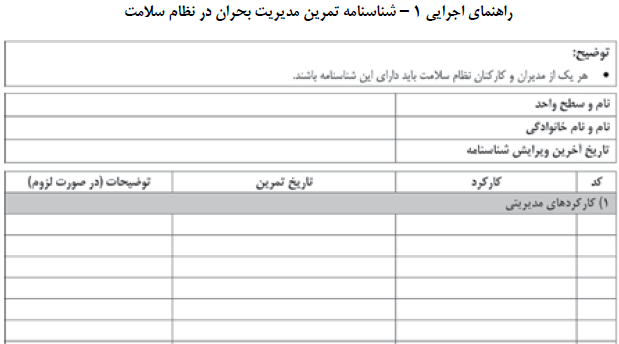 راهنمای اجرایی ۱ – شناسنامه تمرین مدیریت بحران در نظام سلامت
توضیح:
• هر یک از مدیران و کارکنان نظام سلامت باید دارای این شناسنامه باشند.
نام و سطح واحد
نام و نام خانوادگی
تاریخ آخرین ویرایش شناسنامه
کد کارکرد تاریخ تمرین توضیحات (در صورت لزوم)
۱) کارکردهای مدیریتی